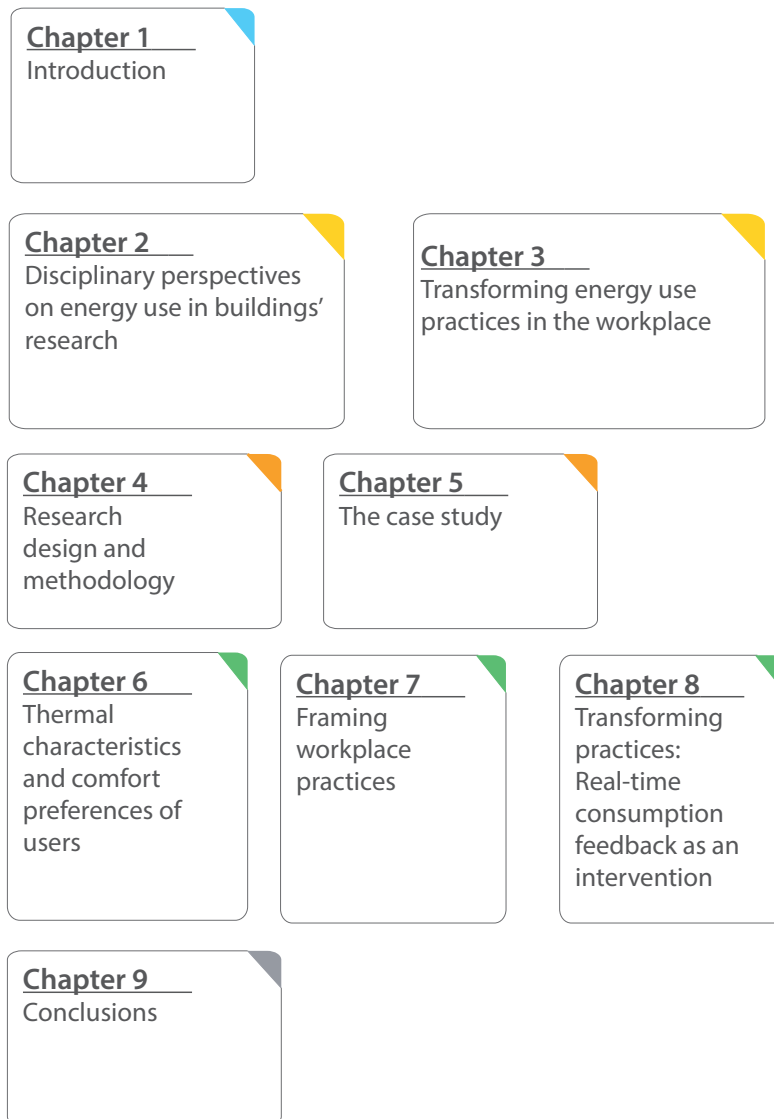 Chapter 1
Introduction
Chapter 2
Disciplinary perspectives
on energy use in buildings’
research
Chapter 3
Transforming energy use
practices in the workplace
Chapter 4
Research
design and
methodology
Chapter 5
The case study
Chapter 6
Thermal
characteristics
and comfort
preferences of
users
Chapter 7
Framing
workplace
practices
Chapter 8
Transforming
practices:
Real-time
consumption
feedback as an
intervention
Chapter 9
Conclusions